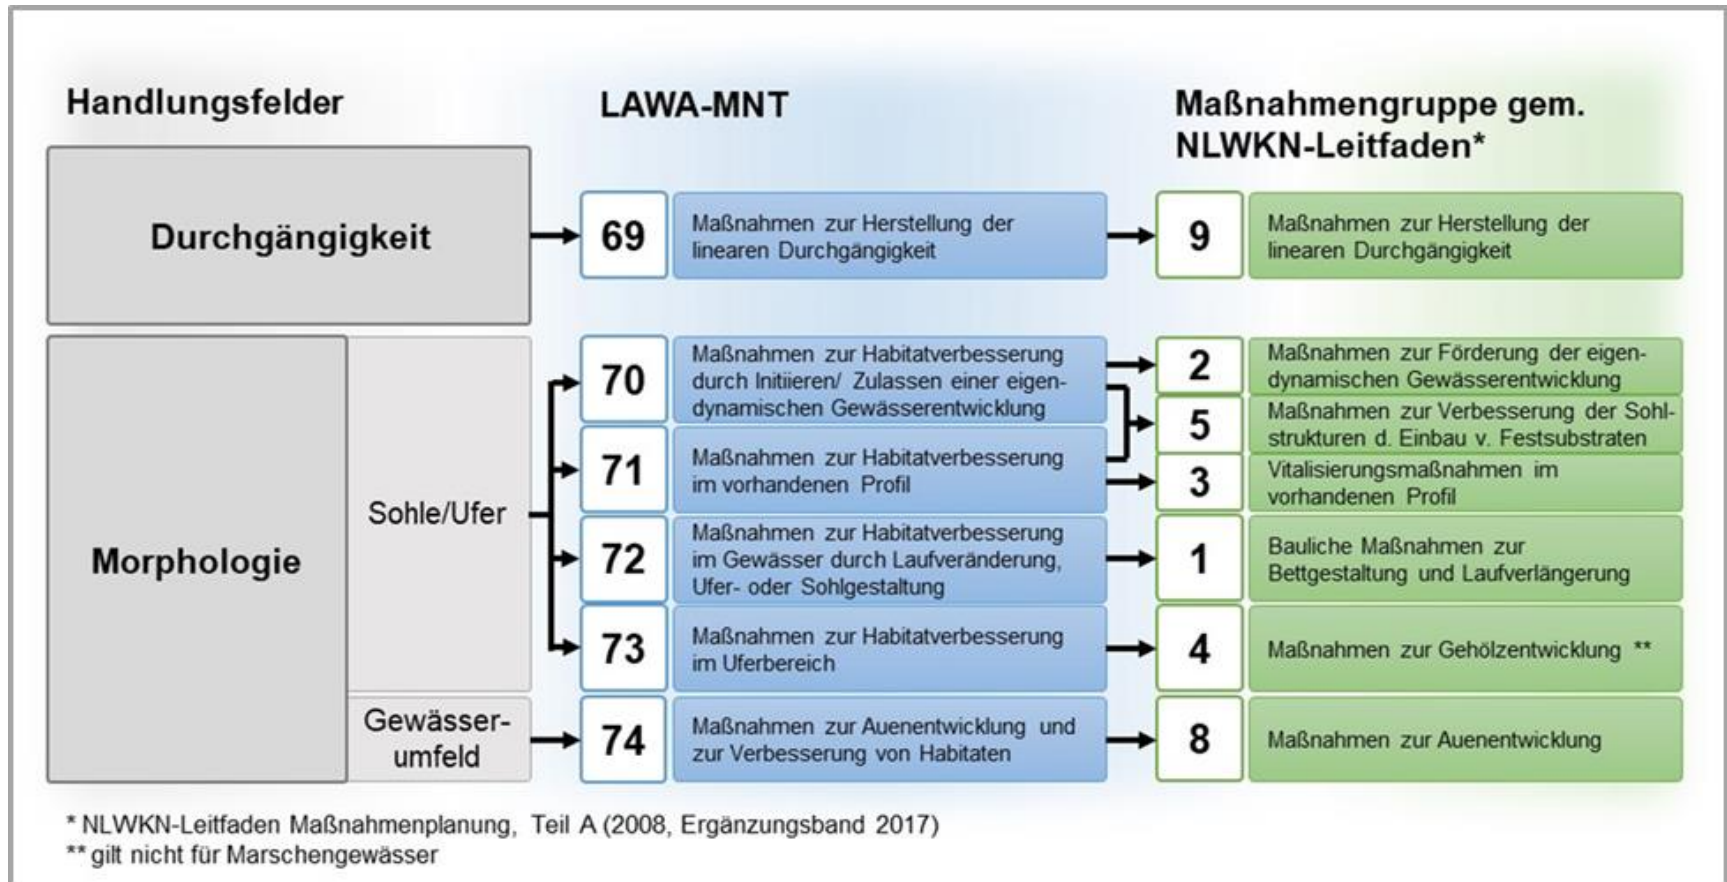 Handlungsfelder
LAWA-MNT
Maßnahmengruppe gem.
NLWKN-Leitfaden*
Durchgängigkeit
69
Maßnahmen zur Herstellung der
linearen Durchgängigkeit
9
Maßnahmen zur Herstellung der
linearen Durchgängigkeit
Morphologie
Sohle/Ufer
70
Maßnahmen zur Habitatverbesserung
durch Initiieren/ Zulassen einer eigen-
dynamischen Gewässerentwicklung
2
Maßnahmen zur Förderung der eigen-
dynamischen Gewässerentwicklung
5
Maßnahmen zur Verbesserung der Sohl-
strukturen d. Einbau v. Festsubstraten
71
Maßnahmen zur Habitatverbesserung
im vorhandenen Profil
3
Vitalisierungsmaßnahmen im
vorhandenen Profil
72
Maßnahmen zur Habitatverbesserung
im Gewässer durch Laufveränderung,
Ufer- oder Sohlgestaltung
1
Bauliche Maßnahmen zur
Bettgestaltung und Laufverlängerung
73
Maßnahmen zur Habitatverbesserung
im Uferbereich
4
Maßnahmen zur Gehölzentwicklung **
Gewässer-
umfeld
74
Maßnahmen zur Auenentwicklung und
zur Verbesserung von Habitaten
8
Maßnahmen zur Auenentwicklung
* NLWKN-Leitfaden Maßnahmenplanung, Teil A (2008, Ergänzungsband 2017)
** gilt nicht für Marschengewässer